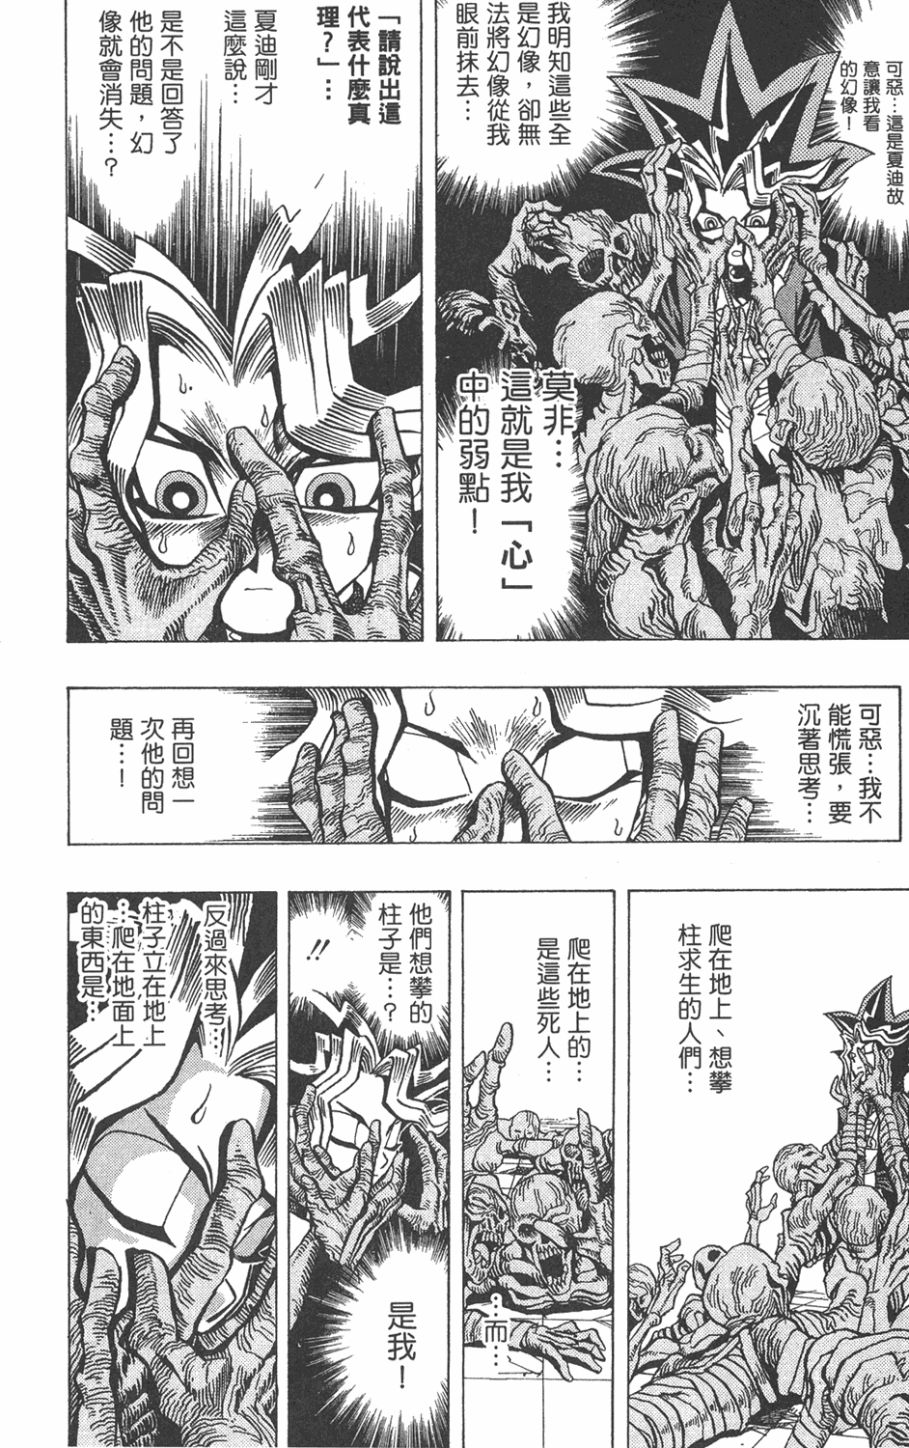 可惡…這是夏迪故
意讓我看
的幻像！
我明知這些全
是幻像，卻無
法將幻像從我
眼前抹去…
莫非…
這就是我「心」
中的弱點！
「請說出這
代表什麼真
理？」…
夏迪剛才
這麼說…
是不是回答了
他的問題，幻
像就會消失…？
可惡…我不
能慌張，要
沉著思考…
再回想一
次他的問
題…！
爬在地上、想攀
柱求生的人們…
爬在地上的…
是這些死人…
…而…
他們想攀的
柱子是…？
!!
是我！
反過來思考…
柱子立在地上
…爬在地面上
的東西是…